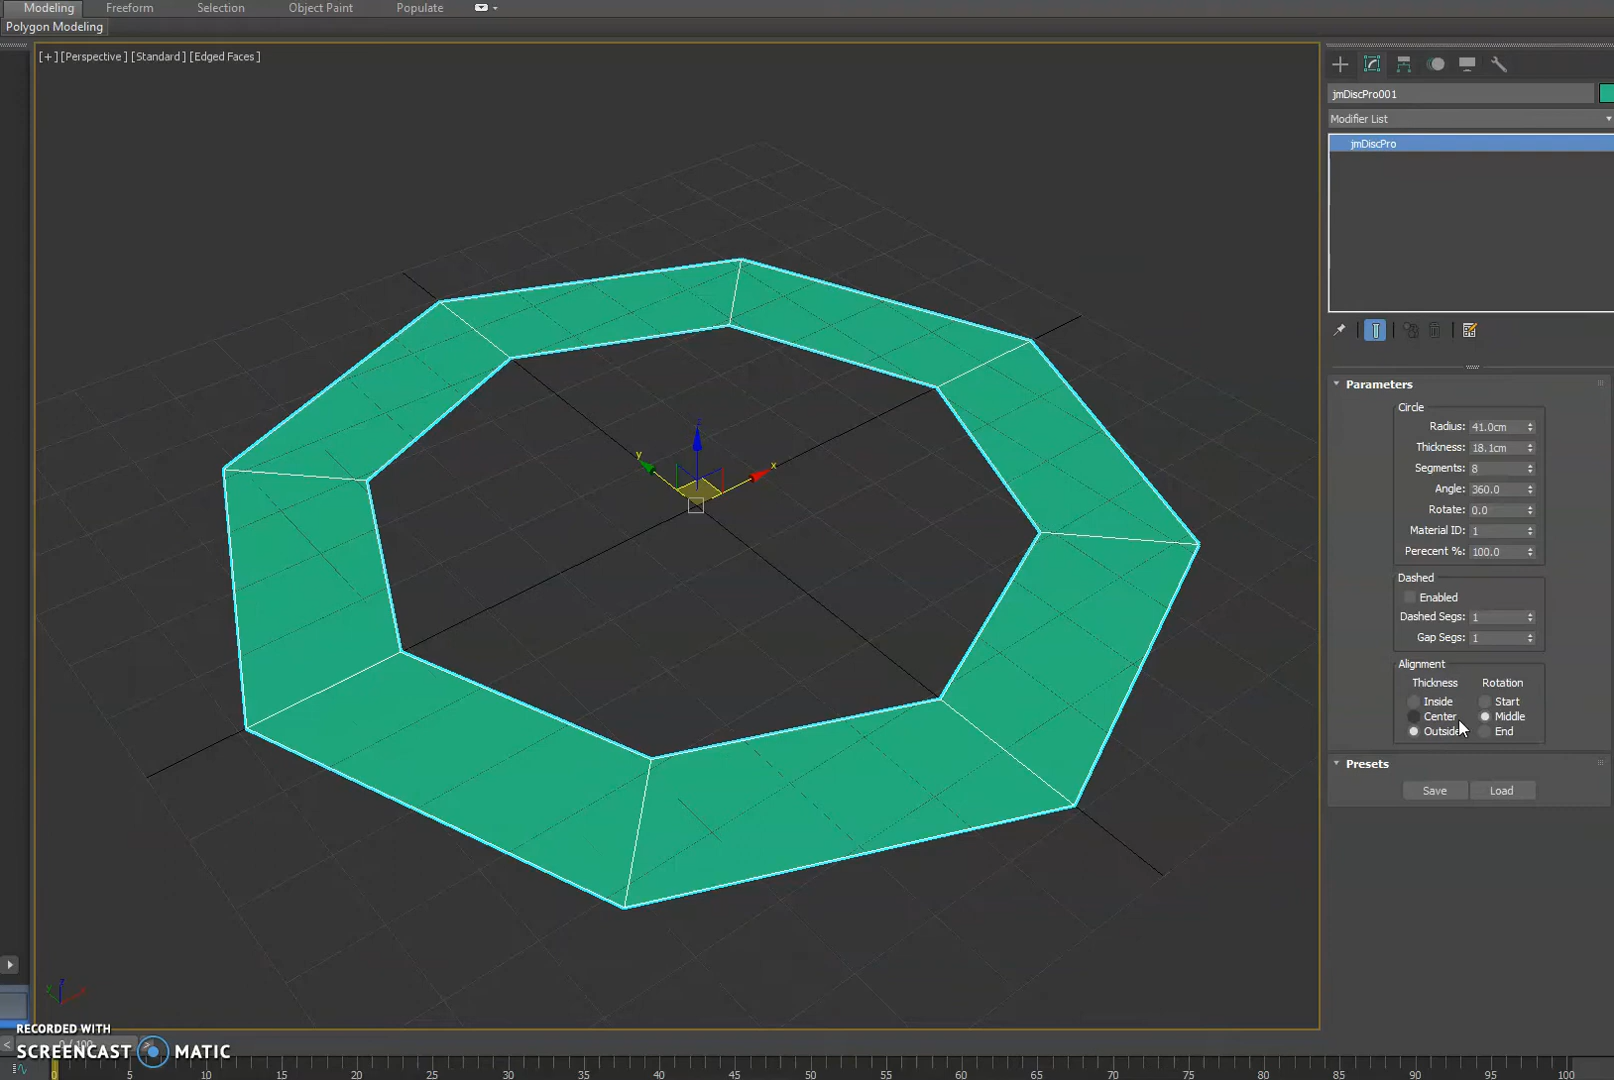 Modeling Freeform Selection Object Paint Populate
Polygon Modeling
[+] [Perspective ] [Standard ] [Edged Faces ]
jmDiscPro001
Modifier List
jmDiscPro
z
y
x
Parameters
Circle
Radius: 41.0cm
Thickness: 18.1cm
Segments: 8
Angle: 360.0
Rotate: 0.0
Material ID: 1
Perecent %: 100.0
Dashed
Enabled
Dashed Segs: 1
Gap Segs: 1
Alignment
Thickness Rotation
Inside Start
Center Middle
Outside End
Presets
Save Load
z
y
x
RECORDED WITH
SCREENCAST MATIC
< 0 / 100 >
0 5 10 15 20 25 30 35 40 45 50 55 60 65 70 75 80 85 90 95 100